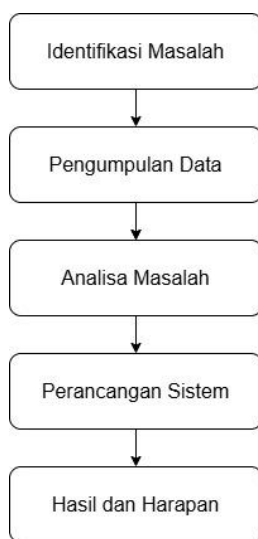 Identifikasi Masalah
Pengumpulan Data
Analisa Masalah
Perancangan Sistem
Hasil dan Harapan